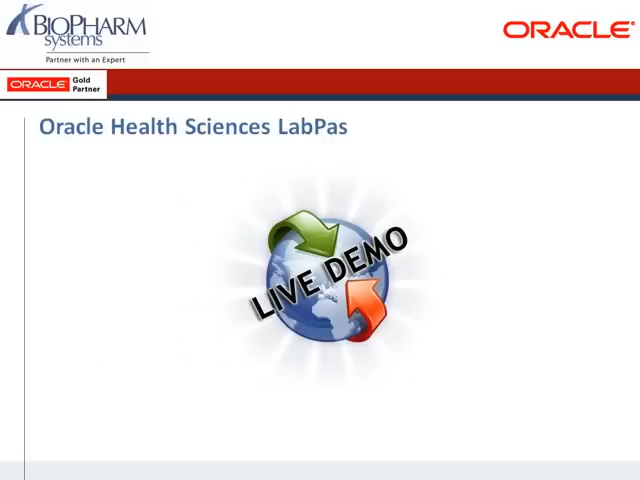 BIOPHARM
systems
Partner with an Expert
ORACLE
ORACLE Gold
Partner
Oracle Health Sciences LabPas
LIVE DEMO